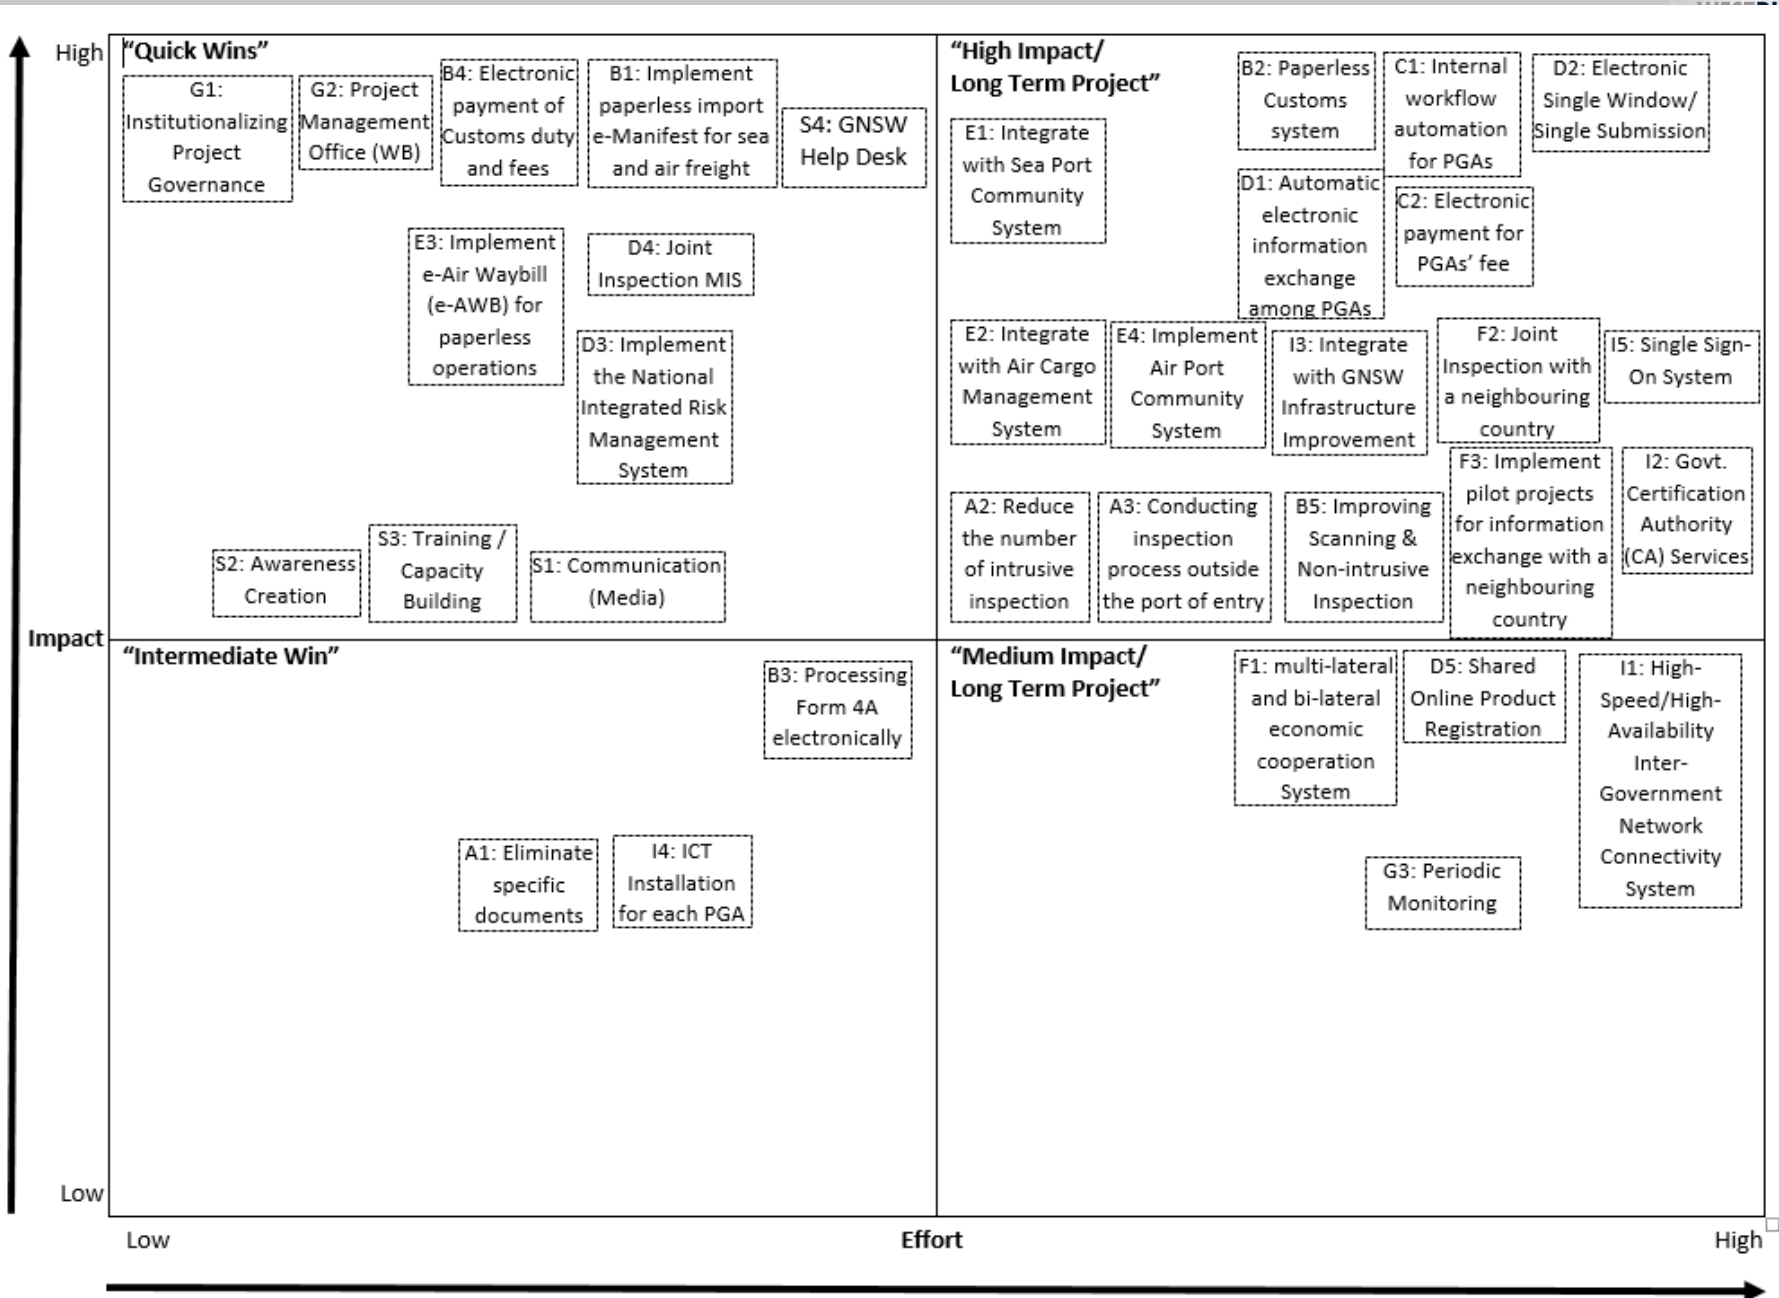 High
"Quick Wins"
G1:
Institutionalizing
Project
Governance
G2: Project
Management
Office (WB)
B4: Electronic
payment of
Customs duty
and fees
B1: Implement
paperless import
e-Manifest for sea
and air freight
S4: GNSW
Help Desk
E3: Implement
e-Air Waybill
(e-AWB) for
paperless
operations
D4: Joint
Inspection MIS
D3: Implement
the National
Integrated Risk
Management
System
S2: Awareness
Creation
S3: Training /
Capacity
Building
S1: Communication
(Media)
"High Impact/
Long Term Project"
E1: Integrate
with Sea Port
Community
System
B2: Paperless
Customs
system
C1: Internal
workflow
automation
for PGAs
D2: Electronic
Single Window/
Single Submission
D1: Automatic
electronic
information
exchange
among PGAs
C2: Electronic
payment for
PGAs' fee
E2: Integrate
with Air Cargo
Management
System
E4: Implement
Air Port
Community
System
I3: Integrate
with GNSW
Infrastructure
Improvement
F2: Joint
Inspection with
a neighbouring
country
I5: Single Sign-
On System
A2: Reduce
the number
of intrusive
inspection
A3: Conducting
inspection
process outside
the port of entry
B5: Improving
Scanning &
Non-intrusive
Inspection
F3: Implement
pilot projects
for information
exchange with a
neighbouring
country
I2: Govt.
Certification
Authority
(CA) Services
Impact
"Intermediate Win"
B3: Processing
Form 4A
electronically
A1: Eliminate
specific
documents
I4: ICT
Installation
for each PGA
"Medium Impact/
Long Term Project"
F1: multi-lateral
and bi-lateral
economic
cooperation
System
D5: Shared
Online Product
Registration
I1: High-
Speed/High-
Availability
Inter-
Government
Network
Connectivity
System
G3: Periodic
Monitoring
Low
Low
Effort
High